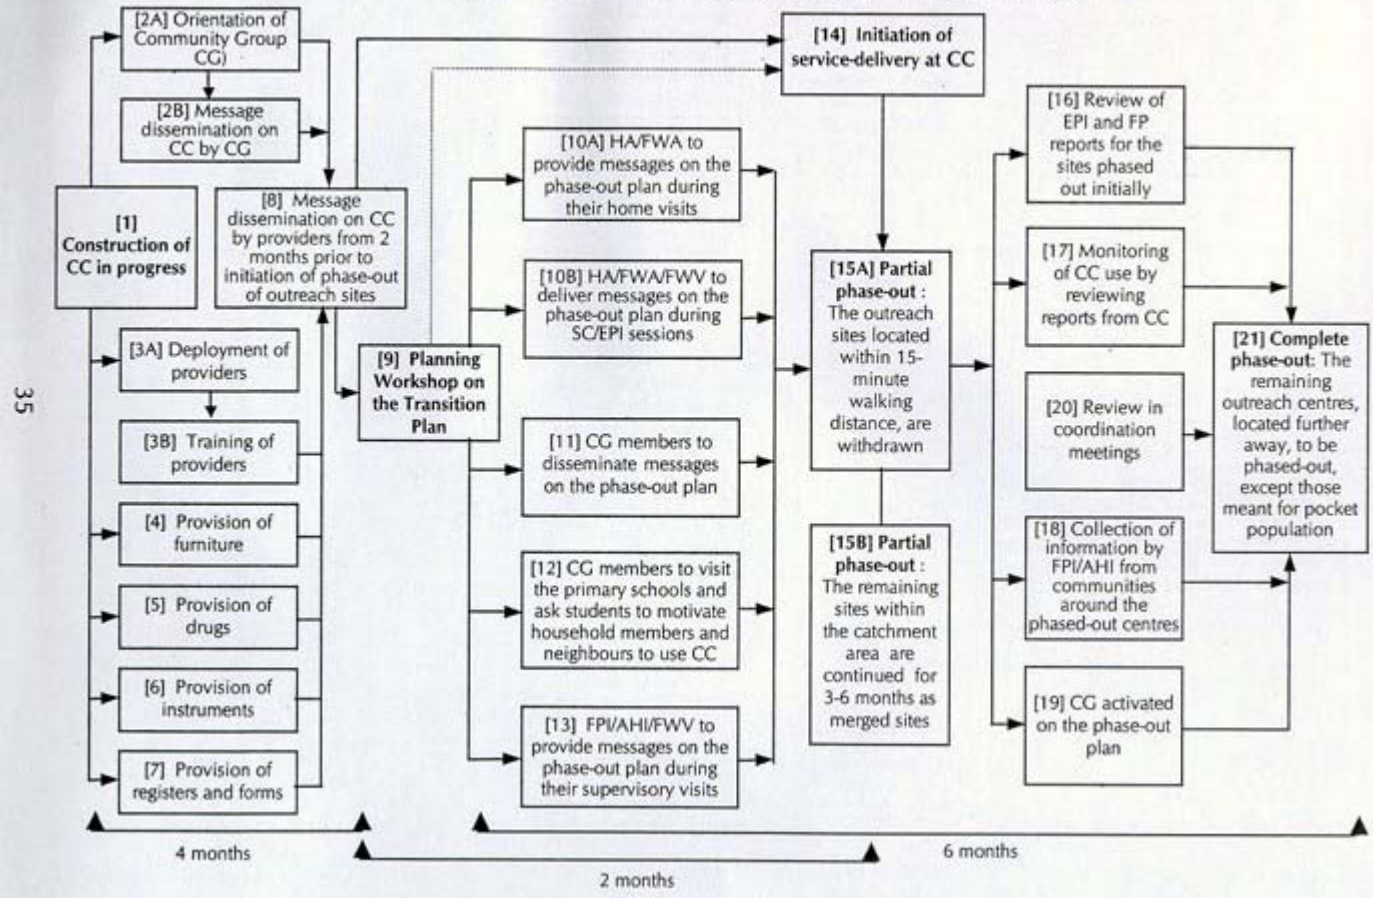 [2A] Orientation of
Community Group
CG)
[2B] Message
dissemination on
CC by CG
[1]
Construction of
CC in progress
[8] Message
dissemination on CC
by providers from 2
months prior to
initiation of phase-out
of outreach sites
[3A] Deployment of
providers
[3B] Training of
providers
[4] Provision of
furniture
[5] Provision of
drugs
[6] Provision of
instruments
[7] Provision of
registers and forms
[9] Planning
Workshop on
the Transition
Plan
[10A] HA/FWA to
provide messages on the
phase-out plan during
their home visits
[10B] HA/FWA/FWV to
deliver messages on the
phase-out plan during
SC/EPI sessions
[11] CG members to
disseminate messages
on the phase-out plan
[12] CG members to visit
the primary schools and
ask students to motivate
household members and
neighbours to use CC
[13] FPI/AHI/FWV to
provide messages on the
phase-out plan during
their supervisory visits
[14] Initiation of
service-delivery at CC
[15A] Partial
phase-out :
The outreach
sites located
within 15-
minute
walking
distance, are
withdrawn
[15B] Partial
phase-out :
The remaining
sites within
the catchment
area are
continued for
3-6 months as
merged sites
[16] Review of
EPI and FP
reports for the
sites phased
out initially
[17] Monitoring
of CC use by
reviewing
reports from CC
[20] Review in
coordination
meetings
[18] Collection of
information by
FPI/AHI from
communities
around the
phased-out centres
[19] CG activated
on the phase-out
plan
[21] Complete
phase-out: The
remaining
outreach centres,
located further
away, to be
phased-out,
except those
meant for pocket
population
4 months
2 months
6 months
35